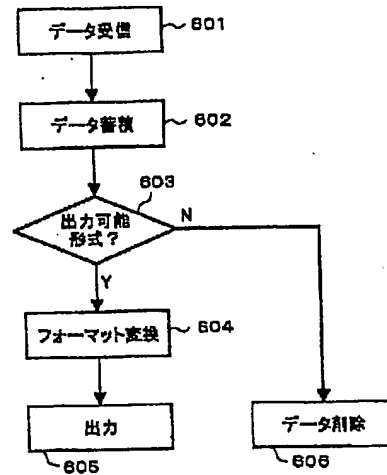 データ受信
601
データ蓄積
602
603
出力可能
形式?
N
Y
フォーマット変換
604
出力
605
データ削除
606